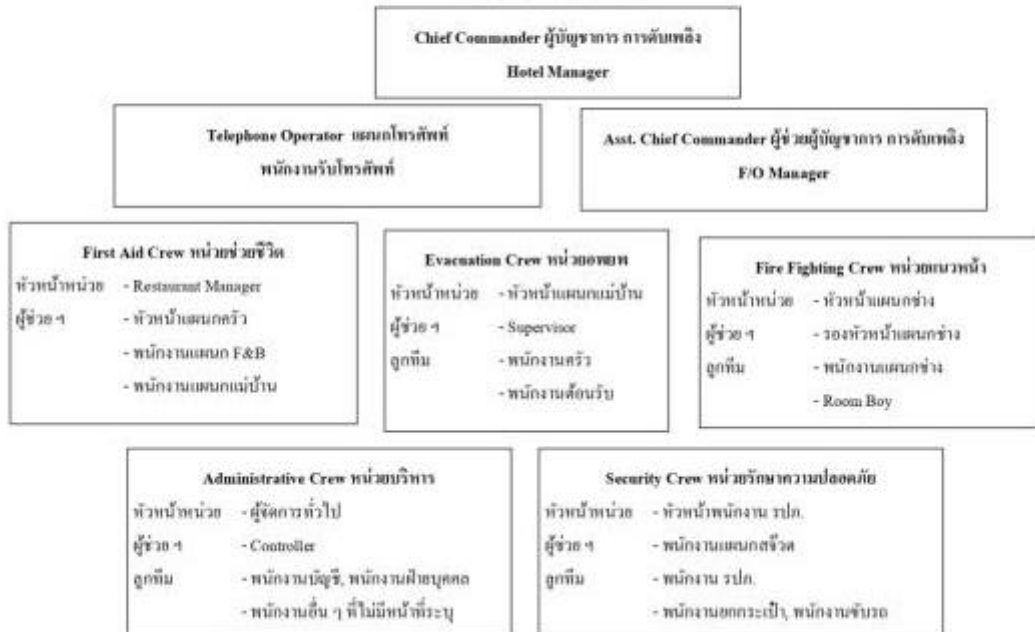 Chief Commander ผู้บัญชาการ การดับเพลิง
Hotel Manager
Telephone Operator แผนกโทรศัพท์
พนักงานรับโทรศัพท์
Asst. Chief Commander ผู้ช่วยผู้บัญชาการ การดับเพลิง
F/O Manager
First Aid Crew หน่วยช่วยชีวิต
หัวหน้าหน่วย - Restaurant Manager
ผู้ช่วย ฯ - หัวหน้าแผนกครัว
- พนักงานแผนก F&B
- พนักงานแผนกแม่บ้าน
Evacuation Crew หน่วยอพยพ
หัวหน้าหน่วย - หัวหน้าแผนกแม่บ้าน
ผู้ช่วย ฯ - Supervisor
ลูกทีม - พนักงานครัว
- พนักงานต้อนรับ
Fire Fighting Crew หน่วยแนวหน้า
หัวหน้าหน่วย - หัวหน้าแผนกช่าง
ผู้ช่วย ฯ - รองหัวหน้าแผนกช่าง
ลูกทีม - พนักงานแผนกช่าง
- Room Boy
Administrative Crew หน่วยบริหาร
หัวหน้าหน่วย - ผู้จัดการทั่วไป
ผู้ช่วย ฯ - Controller
ลูกทีม - พนักงานบัญชี, พนักงานฝ่ายบุคคล
- พนักงานอื่น ๆ ที่ไม่มีหน้าที่ระบุ
Security Crew หน่วยรักษาความปลอดภัย
หัวหน้าหน่วย - หัวหน้าพนักงาน รปภ.
ผู้ช่วย ฯ - พนักงานแผนกสจ๊วต
ลูกทีม - พนักงาน รปภ.
- พนักงานยกกระเป๋า, พนักงานขับรถ